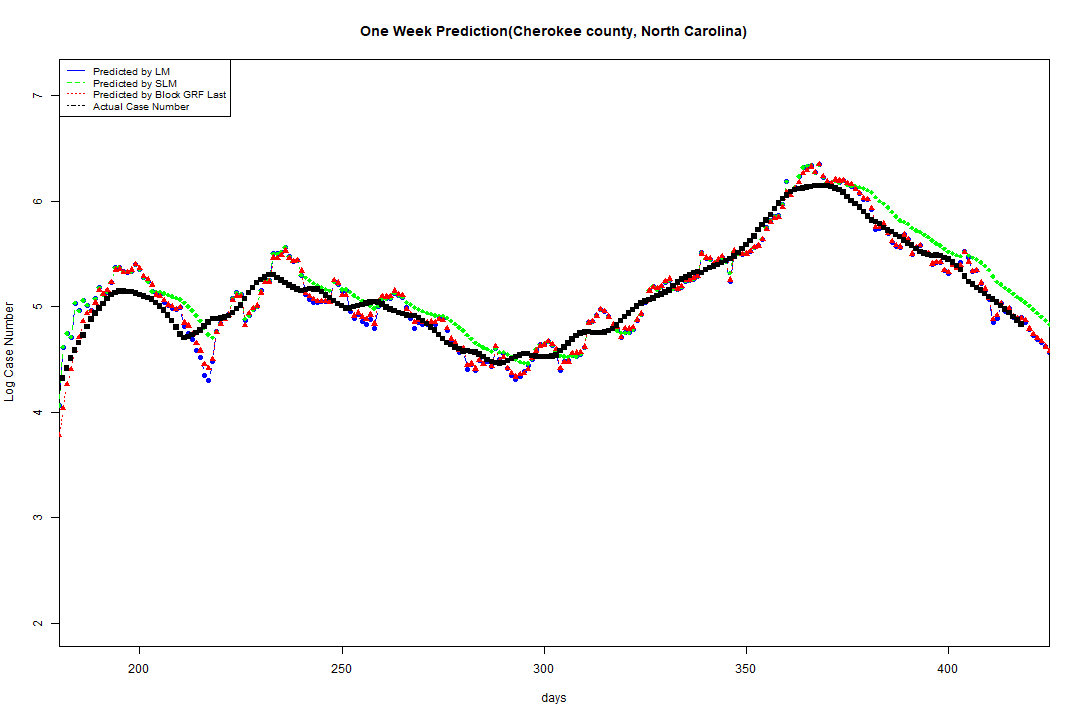 One Week Prediction(Cherokee county, North Carolina)
Predicted by LM
Predicted by SLM
Predicted by Block GRF Last
Actual Case Number
7
6
5
4
3
2
Log Case Number
200 250 300 350 400
days